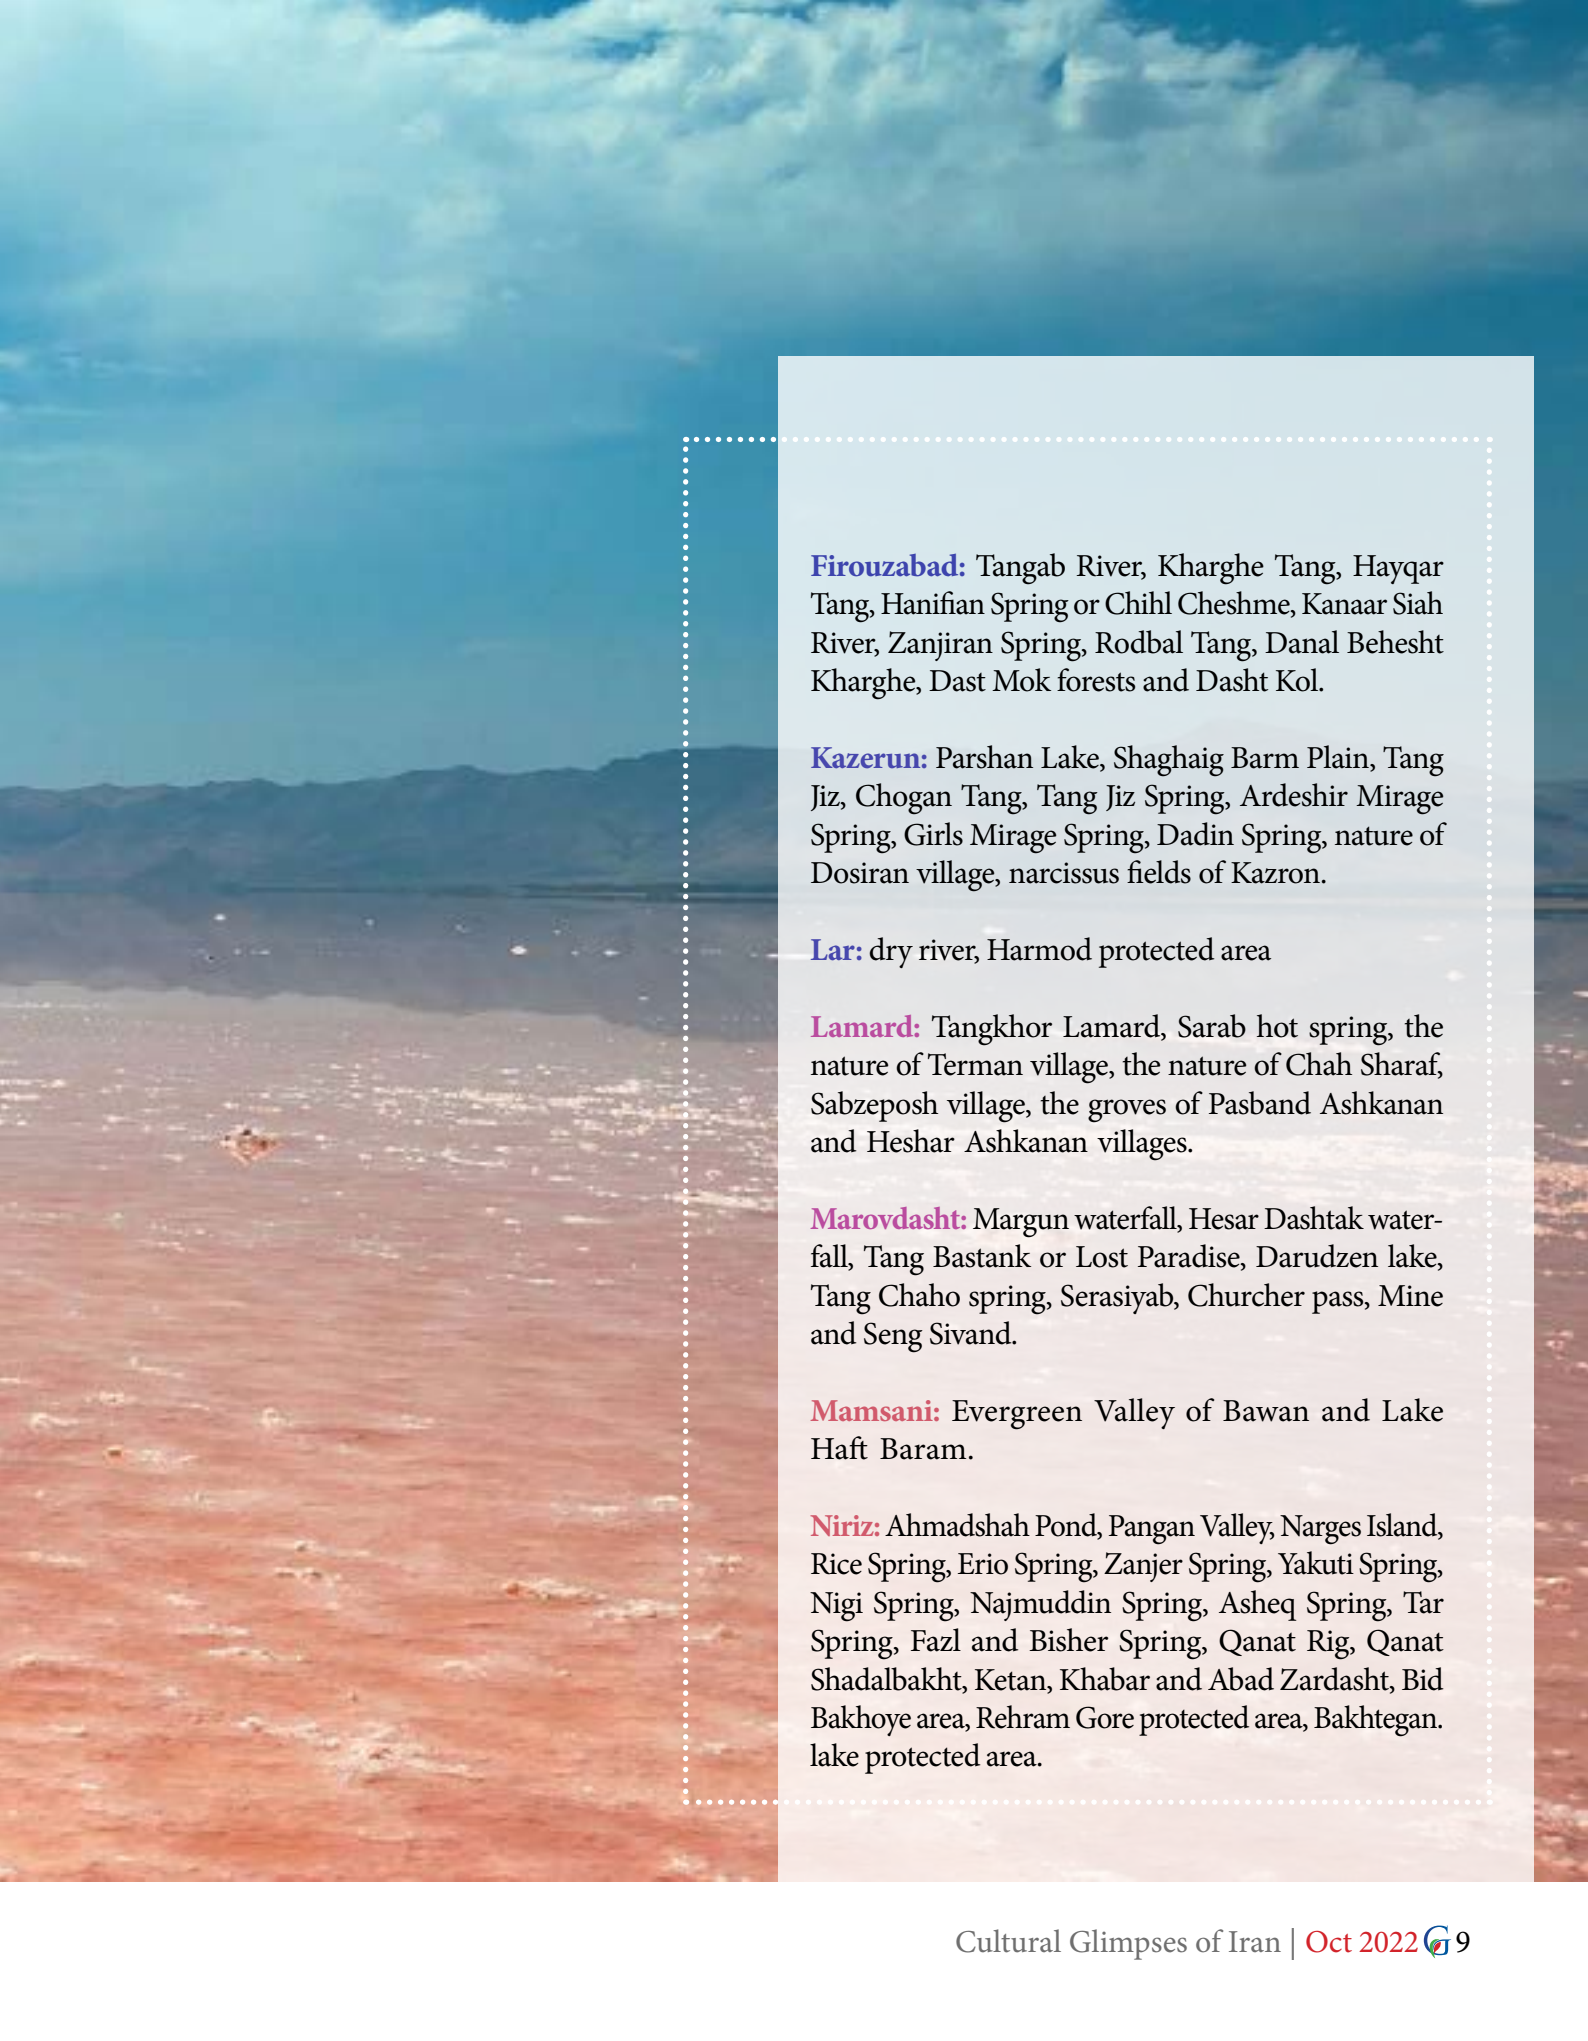 Firouzabad: Tangab River, Kharghe Tang, Hayqar
Tang, Hanifian Spring or Chihl Cheshme, Kanaar Siah
River, Zanjiran Spring, Rodbal Tang, Danal Behesht
Kharghe, Dast Mok forests and Dasht Kol.
Kazerun: Parshan Lake, Shaghaig Barm Plain, Tang
Jiz, Chogan Tang, Tang Jiz Spring, Ardeshir Mirage
Spring, Girls Mirage Spring, Dadin Spring, nature of
Dosiran village, narcissus fields of Kazron.
Lar: dry river, Harmod protected area
Lamard: Tangkhor Lamard, Sarab hot spring, the
nature of Terman village, the nature of Chah Sharaf,
Sabzeposh village, the groves of Pasband Ashkanan
and Heshar Ashkanan villages.
Marovdasht: Margun waterfall, Hesar Dashtak water-
fall, Tang Bastank or Lost Paradise, Darudzen lake,
Tang Chaho spring, Serasiyab, Churcher pass, Mine
and Seng Sivand.
Mamsani: Evergreen Valley of Bawan and Lake
Haft Baram.
Niriz: Ahmadshah Pond, Pangan Valley, Narges Island,
Rice Spring, Erio Spring, Zanjer Spring, Yakuti Spring,
Nigi Spring, Najmuddin Spring, Asheq Spring, Tar
Spring, Fazl and Bisher Spring, Qanat Rig, Qanat
Shadalbakht, Ketan, Khabar and Abad Zardasht, Bid
Bakhoye area, Rehram Gore protected area, Bakhtegan.
lake protected area.
Cultural Glimpses of Iran | Oct 2022 G 9